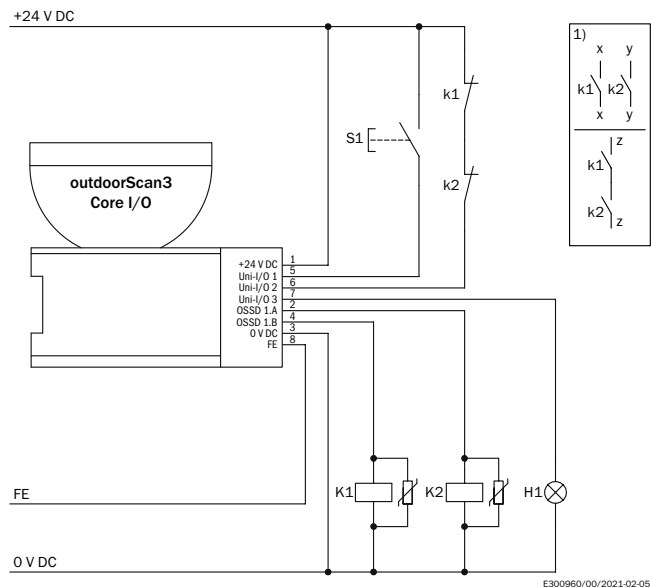 +24 V DC
1)
x y
k1 k2
x y
z
k1
k2
z
k1
S1
k2
outdoorScan3
Core I/O
+24 V DC 1
Uni-I/O 1 5
Uni-I/O 2 6
Uni-I/O 3 7
OSSD 1.A 2
OSSD 1.B 4
0 V DC 3
FE 8
K1
K2
H1
FE
0 V DC
E300960/00/2021-02-05